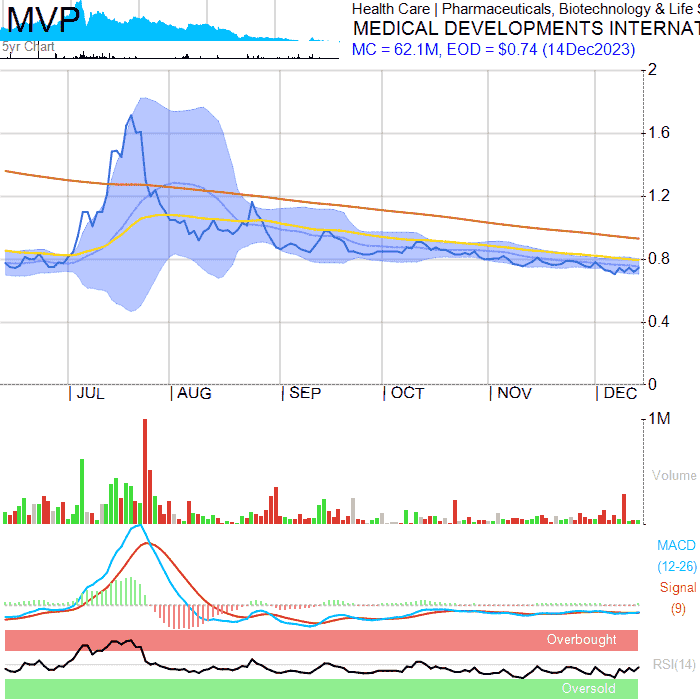 MVP
5yr Chart
Health Care | Pharmaceuticals, Biotechnology & Life S
MEDICAL DEVELOPMENTS INTERNAT
MC = 62.1M, EOD = $0.74 (14Dec2023)
2
1.6
1.2
0.8
0.4
0
| JUL | AUG | SEP | OCT | NOV | DEC
1M
Volume
MACD
(12-26)
Signal
(9)
Overbought
RSI(14)
Oversold